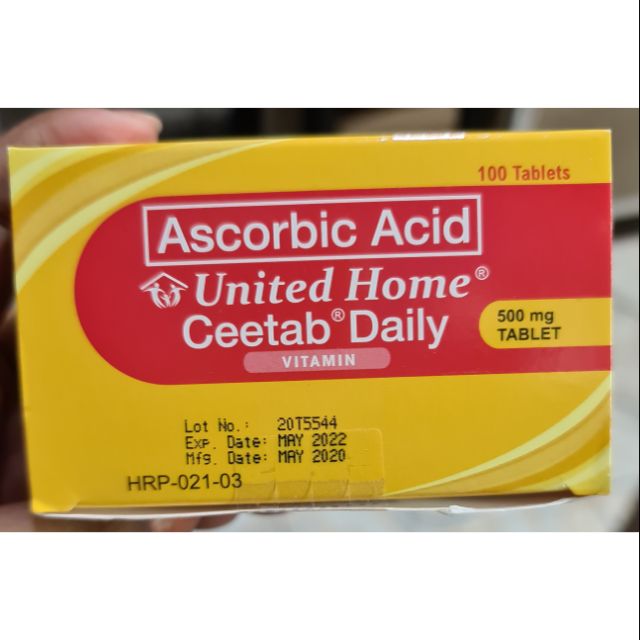 100 Tablets
Ascorbic Acid
United Home®
Ceetab® Daily
VITAMIN
500 mg
TABLET
Lot No.: 20T5544
Exp. Date: MAY 2022
Mfg. Date: MAY 2020
HRP-021-03